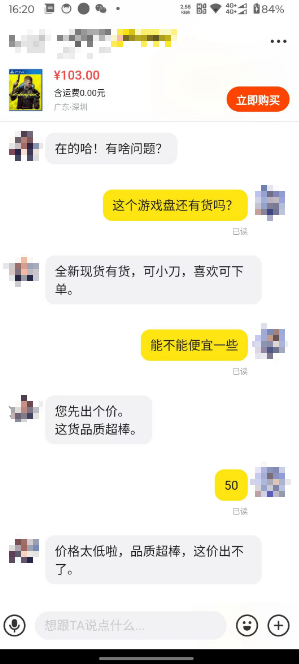 16:20
2.58
4G+
4G+
84%
¥103.00
含运费0.00元
广东·深圳
立即购买
在的哈！有啥问题？
这个游戏盘还有货吗？
已读
全新现货有货，可小刀，喜欢可下
单。
能不能便宜一些
已读
您先出个价。
这货品质超棒。
50
已读
价格太低啦，品质超棒，这价出不
了。
想跟TA说点什么...